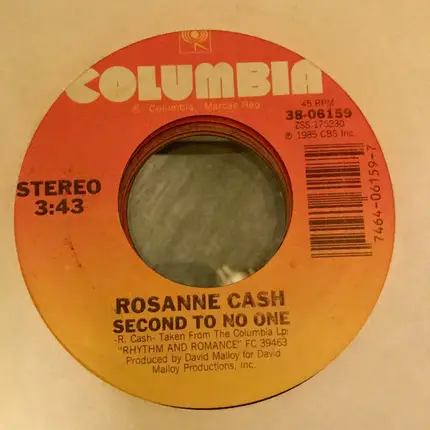 COLUMBIA
® Columbia, Marcas Reg.
45 RPM
38-06159
ZSS 175230
℗ 1985 CBS Inc.
STEREO
3:43
7464-06159-7
ROSANNE CASH
SECOND TO NO ONE
-R. Cash- Taken From The Columbia Lp:
"RHYTHM AND ROMANCE" FC 39463
Produced by David Malloy for David
Malloy Productions, Inc.